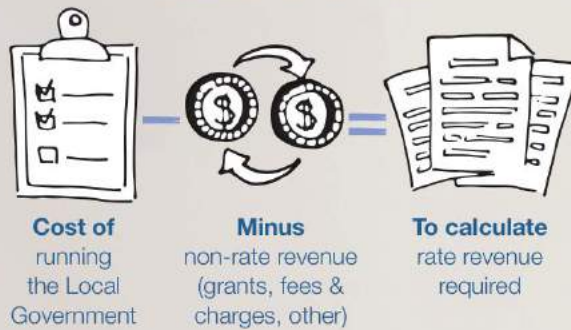 Cost of
running
the Local
Government
Minus
non-rate revenue
(grants, fees &
charges, other)
To calculate
rate revenue
required